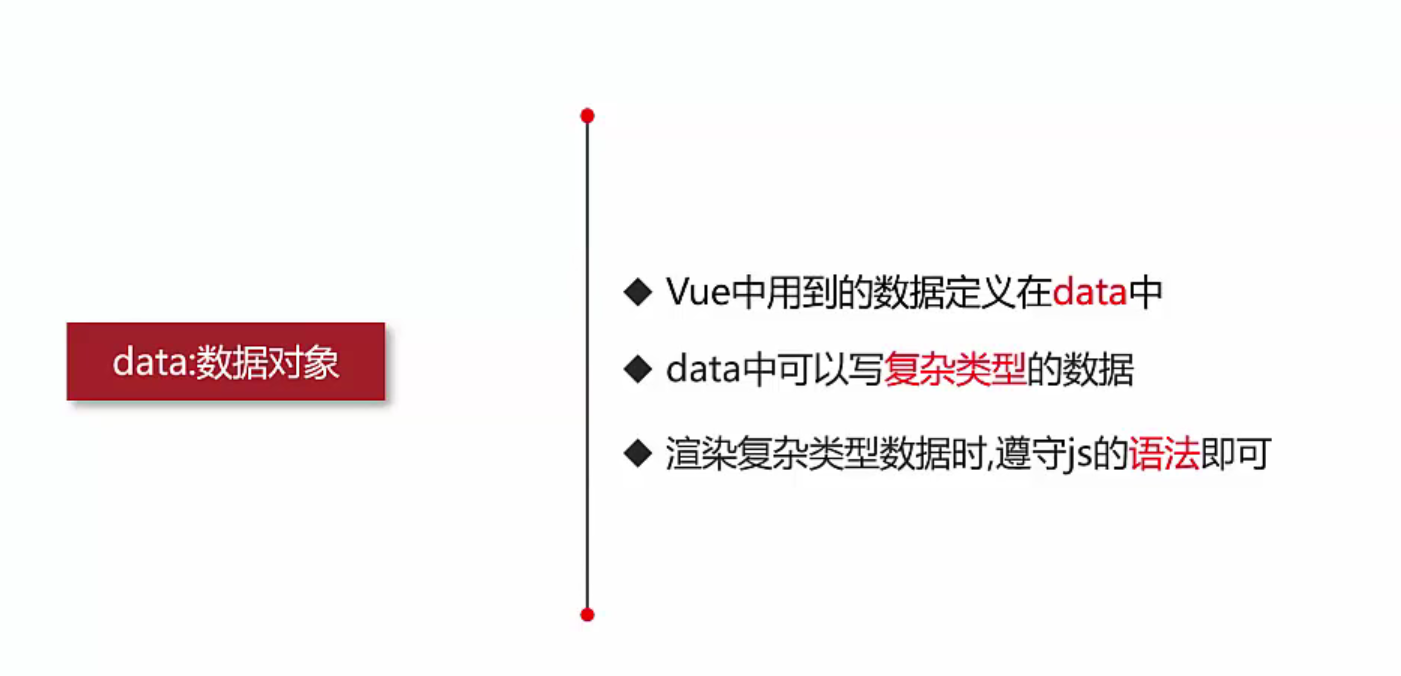 data:数据对象
Vue中用到的数据定义在data中
data中可以写复杂类型的数据
渲染复杂类型数据时,遵守js的语法即可